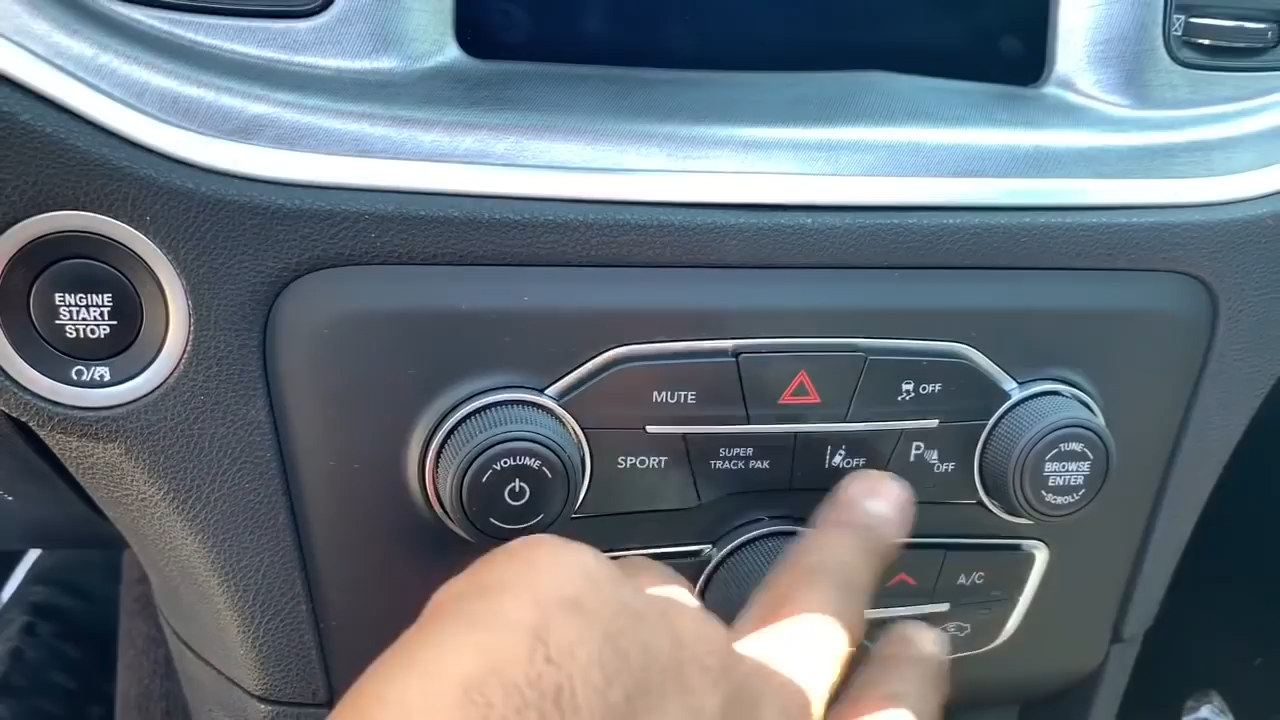 ENGINE
START
STOP
MUTE
OFF
VOLUME
SPORT
SUPER
TRACK PAK
OFF
P
OFF
TUNE
BROWSE
ENTER
SCROLL
A/C